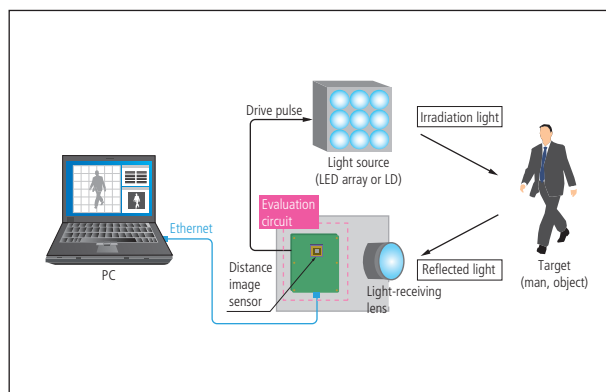 Drive pulse
Irradiation light
Light source
(LED array or LD)
Evaluation
circuit
Ethernet
PC
Distance
image
sensor
Light-receiving
lens
Reflected light
Target
(man, object)